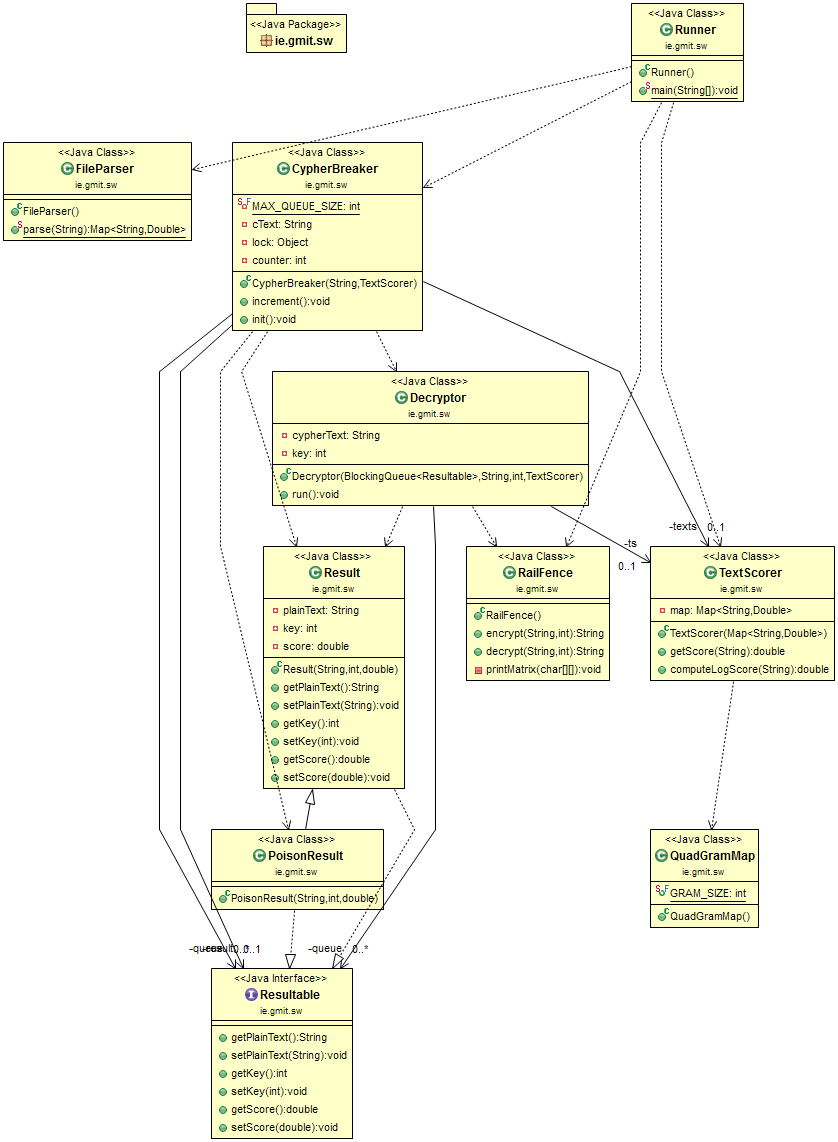 <<Java Package>>
ie.gmit.sw
<<Java Class>>
Runner
ie.gmit.sw
Runner()
main(String[]):void
<<Java Class>>
FileParser
ie.gmit.sw
FileParser()
parse(String):Map<String,Double>
<<Java Class>>
CypherBreaker
ie.gmit.sw
MAX_QUEUE_SIZE: int
cText: String
lock: Object
counter: int
CypherBreaker(String,TextScorer)
increment():void
init():void
<<Java Class>>
Decryptor
ie.gmit.sw
cypherText: String
key: int
Decryptor(BlockingQueue<Resultable>,String,int,TextScorer)
run():void
-texts 0..1
-ts
0..1
<<Java Class>>
Result
ie.gmit.sw
plainText: String
key: int
score: double
Result(String,int,double)
getPlainText():String
setPlainText(String):void
getKey():int
setKey(int):void
getScore():double
setScore(double):void
<<Java Class>>
RailFence
ie.gmit.sw
RailFence()
encrypt(String,int):String
decrypt(String,int):String
printMatrix(char[][]):void
<<Java Class>>
TextScorer
ie.gmit.sw
map: Map<String,Double>
TextScorer(Map<String,Double>)
getScore(String):double
computeLogScore(String):double
<<Java Class>>
PoisonResult
ie.gmit.sw
PoisonResult(String,int,double)
<<Java Class>>
QuadGramMap
ie.gmit.sw
GRAM_SIZE: int
QuadGramMap()
-queue 0..*
<<Java Interface>>
Resultable
ie.gmit.sw
getPlainText():String
setPlainText(String):void
getKey():int
setKey(int):void
getScore():double
setScore(double):void